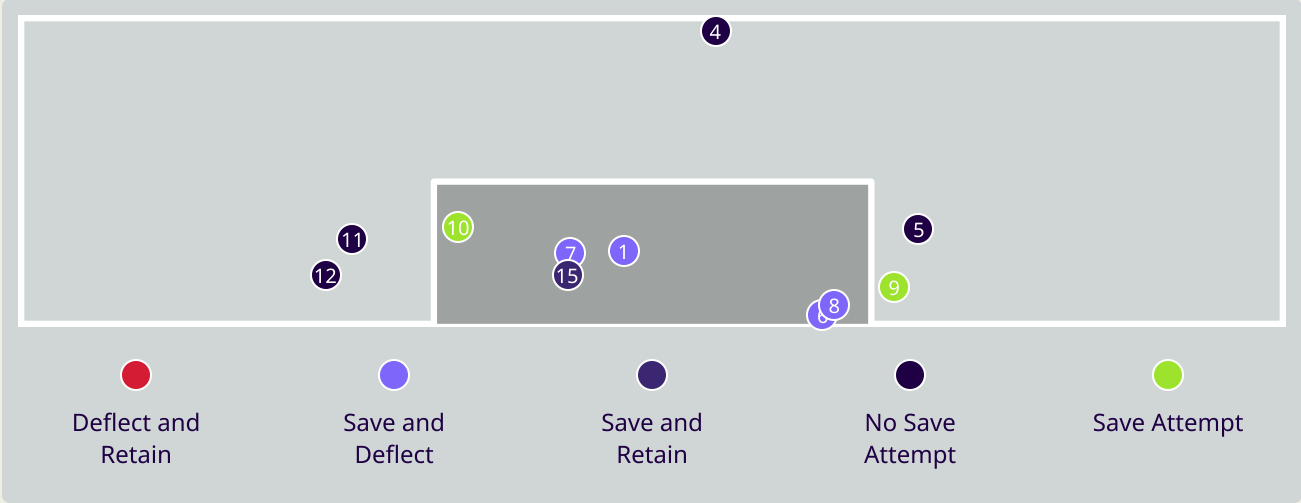 4
10
11
5
7
1
12
15
9
8
6
Deflect and
Retain
Save and
Deflect
Save and
Retain
No Save
Attempt
Save Attempt